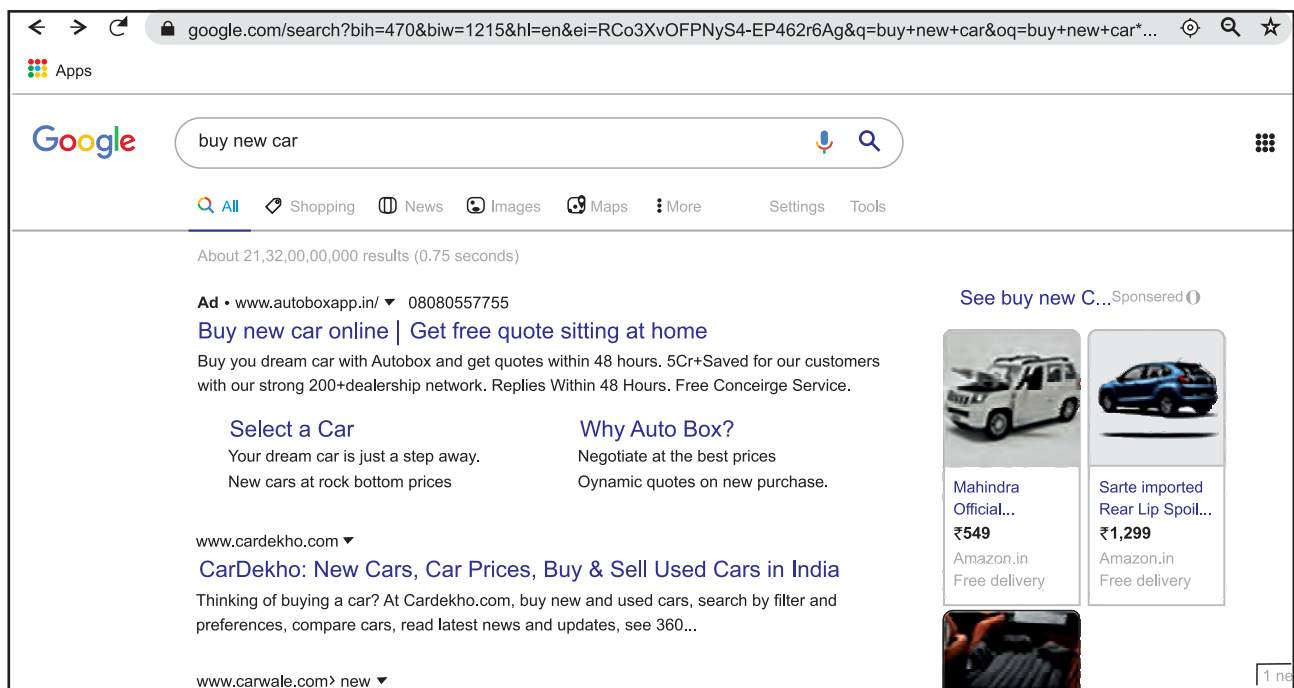 google.com/search?bih=470&biw=1215&hl=en&ei=RCo3XvOFPNyS4-EP462r6Ag&q=buy+new+car&oq=buy+new+car*...
Apps
Google
buy new car
All Shopping News Images Maps More Settings Tools
About 21,32,00,00,000 results (0.75 seconds)
Ad • www.autoboxapp.in/ 08080557755
Buy new car online | Get free quote sitting at home
Buy you dream car with Autobox and get quotes within 48 hours. 5Cr+Saved for our customers
with our strong 200+dealership network. Replies Within 48 Hours. Free Conceirge Service.
Select a Car
Your dream car is just a step away.
New cars at rock bottom prices
Why Auto Box?
Negotiate at the best prices
Oynamic quotes on new purchase.
www.cardekho.com
CarDekho: New Cars, Car Prices, Buy & Sell Used Cars in India
Thinking of buying a car? At Cardekho.com, buy new and used cars, search by filter and
preferences, compare cars, read latest news and updates, see 360...
www.carwale.com› new
See buy new C... Sponsored
Mahindra
Official...
₹549
Amazon.in
Free delivery
Sarte imported
Rear Lip Spoil...
₹1,299
Amazon.in
Free delivery
1 ne